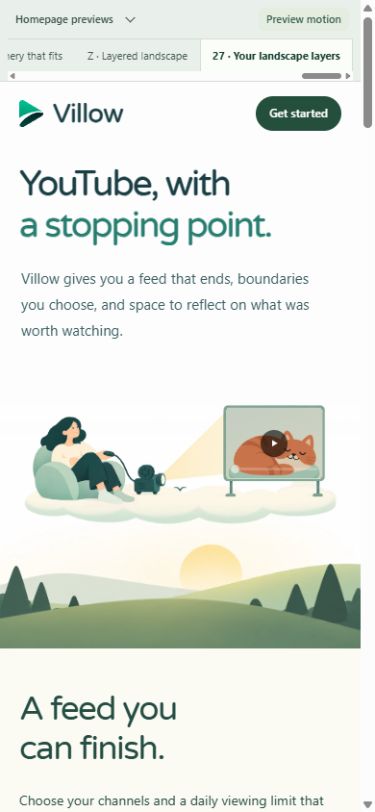 Homepage previews
Preview motion
nery that fits
Z · Layered landscape
27 · Your landscape layers
Villow
Get started
YouTube, with
a stopping point.
Villow gives you a feed that ends, boundaries
you choose, and space to reflect on what was
worth watching.
A feed you
can finish.
Choose your channels and a daily viewing limit that